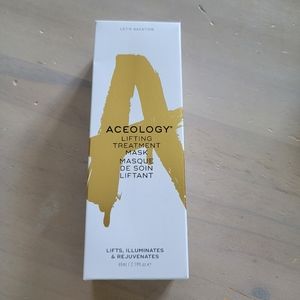 ACEOLOGY
LIFTING
TREATMENT
MASK
MASQUE
DE SOIN
LIFTANT
LIFTS, ILLUMINATES
& REJUVENATES